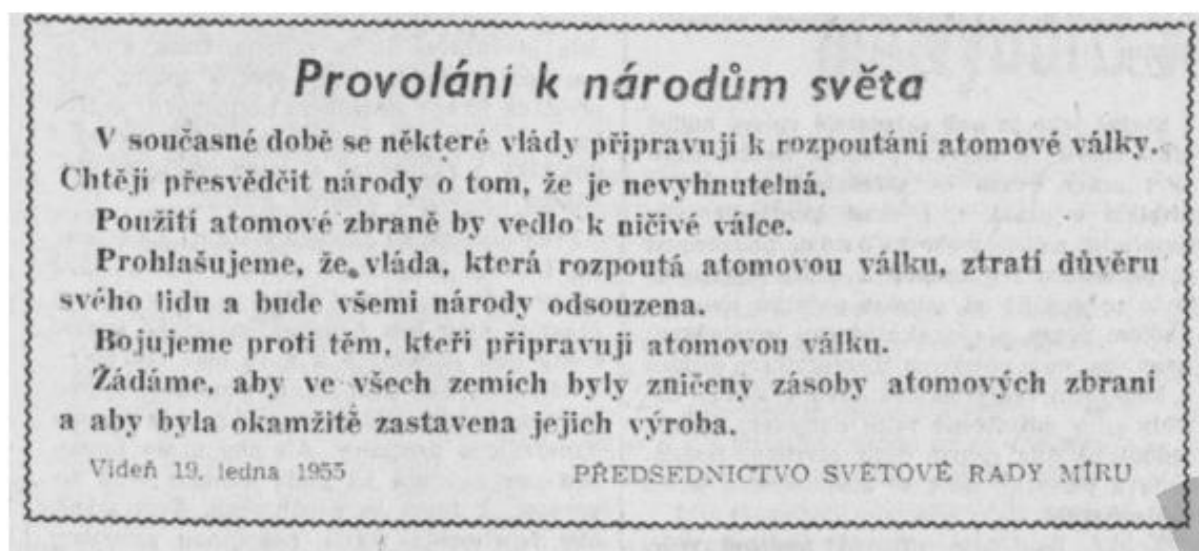 Provolání k národům světa
V současné době se některé vlády připravují k rozpoutání atomové války.
Chtějí přesvědčit národy o tom, že je nevyhnutelná.
Použití atomové zbraně by vedlo k ničivé válce.
Prohlašujeme, že vláda, která rozpoutá atomovou válku, ztratí důvěru
svého lidu a bude všemi národy odsouzena.
Bojujeme proti těm, kteří připravují atomovou válku.
Žádáme, aby ve všech zemích byly zničeny zásoby atomových zbraní
a aby byla okamžitě zastavena jejich výroba.
Vídeň 19. ledna 1955 PŘEDSEDNICTVO SVĚTOVÉ RADY MÍRU